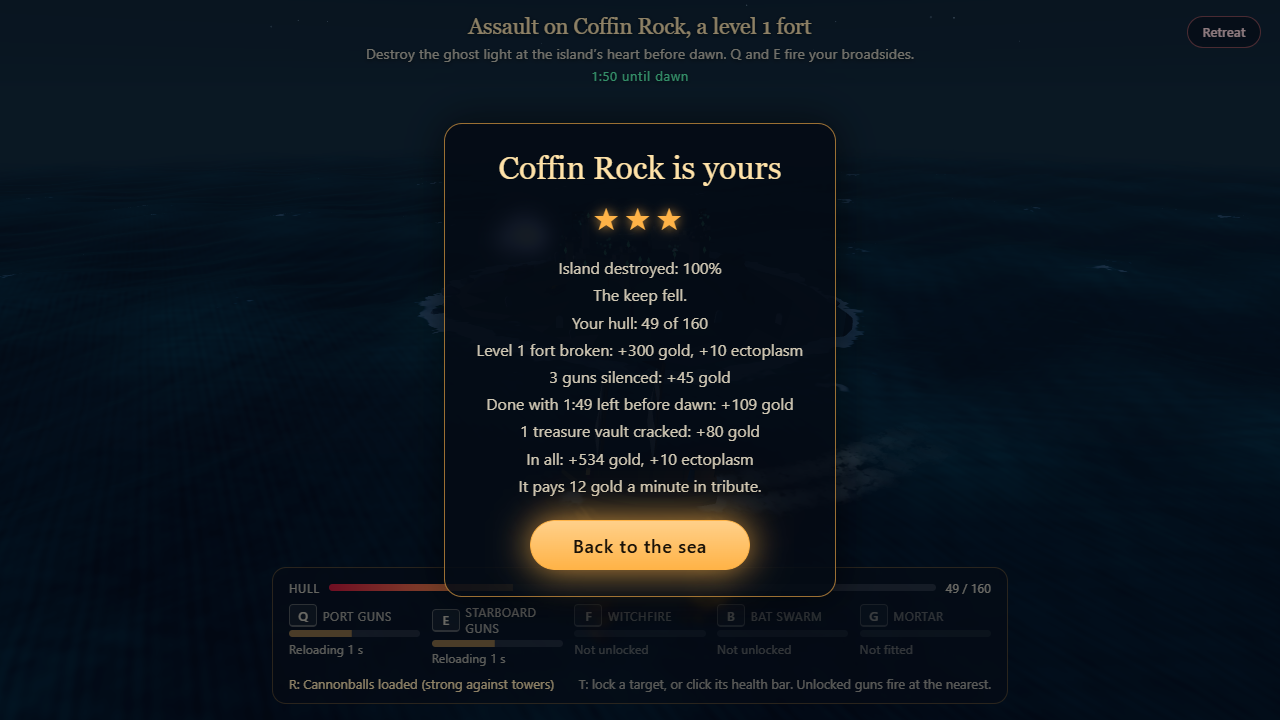 Assault on Coffin Rock, a level 1 fort
Retreat
Destroy the ghost light at the island's heart before dawn. Q and E fire your broadsides.
1:50 until dawn
Coffin Rock is yours
Island destroyed: 100%
The keep fell.
Your hull: 49 of 160
Level 1 fort broken: +300 gold, +10 ectoplasm
3 guns silenced: +45 gold
Done with 1:49 left before dawn: +109 gold
1 treasure vault cracked: +80 gold
In all: +534 gold, +10 ectoplasm
It pays 12 gold a minute in tribute.
Back to the sea
HULL
49 / 160
Q PORT GUNS
Reloading 1 s
E STARBOARD GUNS
Reloading 1 s
F WITCHFIRE
Not unlocked
B BAT SWARM
Not unlocked
G MORTAR
Not fitted
R: Cannonballs loaded (strong against towers)
T: lock a target, or click its health bar. Unlocked guns fire at the nearest.